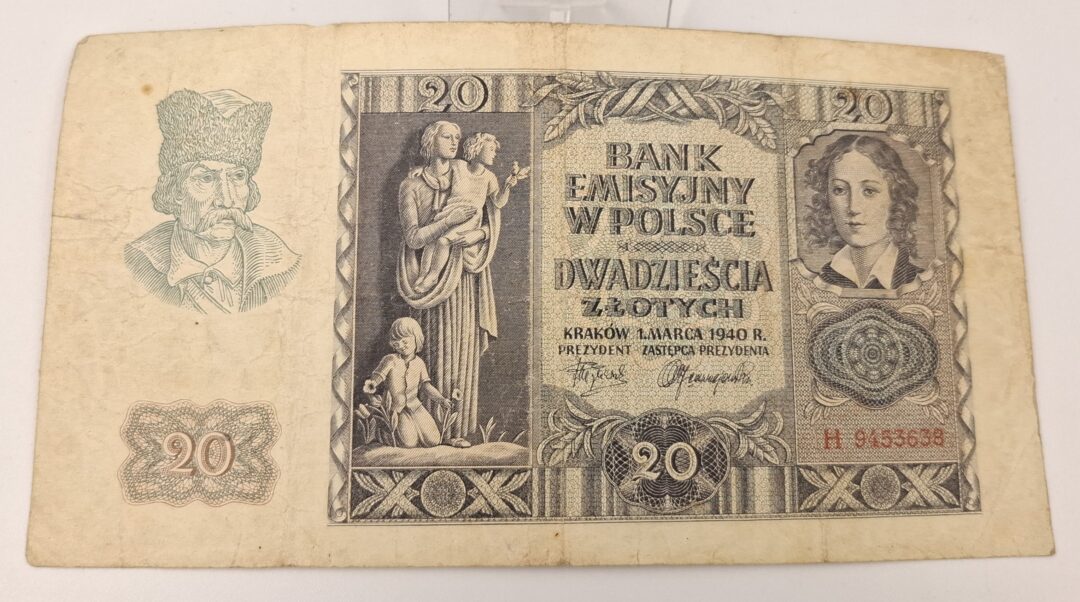 20
20
BANK
EMISYJNY
W POLSCE
DWADZIEŚCIA
ZŁOTYCH
KRAKÓW 1.MARCA 1940 R.
PREZYDENT ZASTĘPCA PREZYDENTA
H 9453638
20
20